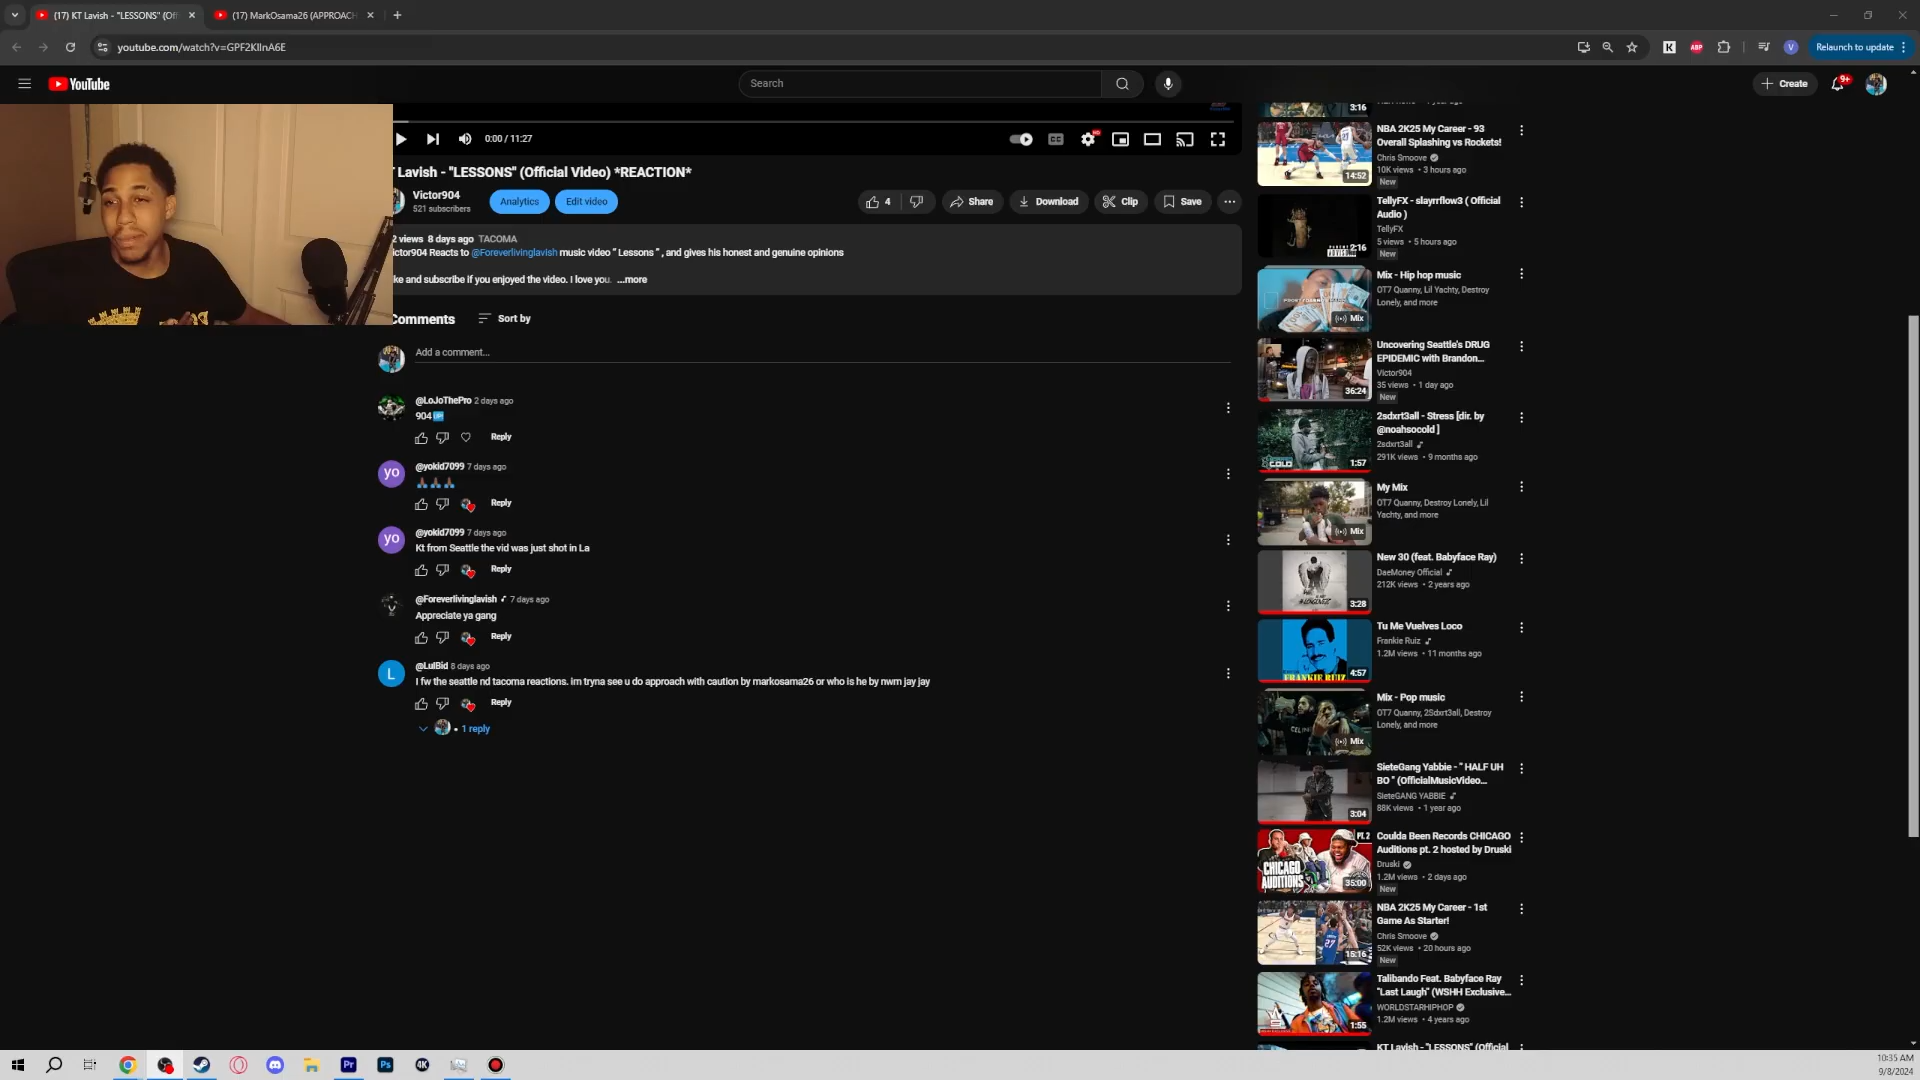 (17) KT Lavish - "LESSONS" (Of
(17) MarkOsama26 (APPROACH
youtube.com/watch?v=GPF2KlInA6E
K
ABP
V
Relaunch to update
YouTube
Search
Create
9+
0:00 / 11:27
T Lavish - "LESSONS" (Official Video) *REACTION*
Victor904
521 subscribers
Analytics
Edit video
4
Share
Download
Clip
Save
2 views 8 days ago TACOMA
ictor904 Reacts to @Foreverlivinglavish music video " Lessons " , and gives his honest and genuine opinions
ke and subscribe if you enjoyed the video. I love you. ...more
Comments
Sort by
Add a comment...
@LoJoThePro 2 days ago
904🆙
Reply
yo
@yokid7099 7 days ago
🙏🏿🙏🏿🙏🏿
Reply
yo
@yokid7099 7 days ago
Kt from Seattle the vid was just shot in La
Reply
@Foreverlivinglavish 7 days ago
Appreciate ya gang
Reply
L
@LulBid 8 days ago
I fw the seattle nd tacoma reactions. im tryna see u do approach with caution by markosama26 or who is he by nwm jay jay
Reply
1 reply
3:16
NBA 2K25 My Career - 93
Overall Splashing vs Rockets!
Chris Smoove
10K views • 3 hours ago
New
14:52
TellyFX - slayrrflow3 ( Official
Audio )
TellyFX
5 views • 5 hours ago
New
2:16
Mix - Hip hop music
OT7 Quanny, Lil Yachty, Destroy
Lonely, and more
Mix
Uncovering Seattle's DRUG
EPIDEMIC with Brandon...
Victor904
35 views • 1 day ago
New
36:24
2sdxrt3all - Stress [dir. by
@noahsocold ]
2sdxrt3all
291K views • 9 months ago
COLD
1:57
My Mix
OT7 Quanny, Destroy Lonely, Lil
Yachty, and more
Mix
New 30 (feat. Babyface Ray)
DaeMoney Official
212K views • 2 years ago
3:28
Tu Me Vuelves Loco
Frankie Ruiz
1.2M views • 11 months ago
4:57
FRANKIE RUIZ
Mix - Pop music
OT7 Quanny, 2Sdxrt3all, Destroy
Lonely, and more
Mix
SieteGang Yabbie - " HALF UH
BO " (OfficialMusicVideo...
SieteGANG YABBIE
88K views • 1 year ago
3:04
Coulda Been Records CHICAGO
Auditions pt. 2 hosted by Druski
Druski
1.2M views • 2 days ago
New
PT.2
CHICAGO
AUDITIONS
35:00
NBA 2K25 My Career - 1st
Game As Starter!
Chris Smoove
52K views • 20 hours ago
New
27
15:16
Talibando Feat. Babyface Ray
"Last Laugh" (WSHH Exclusive...
WORLDSTARHIPHOP
1.2M views • 4 years ago
1:55
KT Lavish - "LESSONS" (Official
Pr
Ps
4K
10:35 AM
9/8/2024